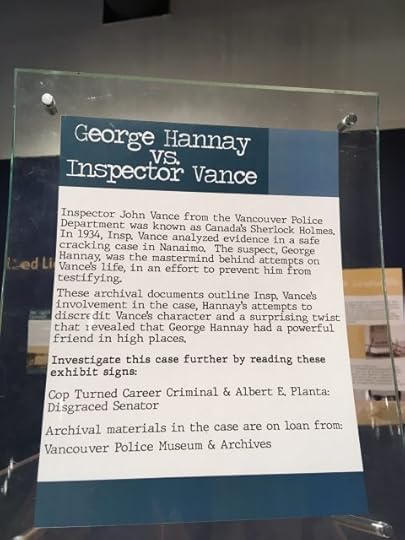 George Hannay
vs.
Inspector Vance
Inspector John Vance from the Vancouver Police
Department was known as Canada's Sherlock Holmes.
In 1934, Insp. Vance analyzed evidence in a safe
cracking case in Nanaimo. The suspect, George
Hannay, was the mastermind behind attempts on
Vance's life, in an effort to prevent him from
testifying.
These archival documents outline Insp. Vance's
involvement in the case, Hannay's attempts to
discredit Vance's character and a surprising twist
that revealed that George Hannay had a powerful
friend in high places.
Investigate this case further by reading these
exhibit signs:
Cop Turned Career Criminal & Albert E. Planta:
Disgraced Senator
Archival materials in the case are on loan from:
Vancouver Police Museum & Archives